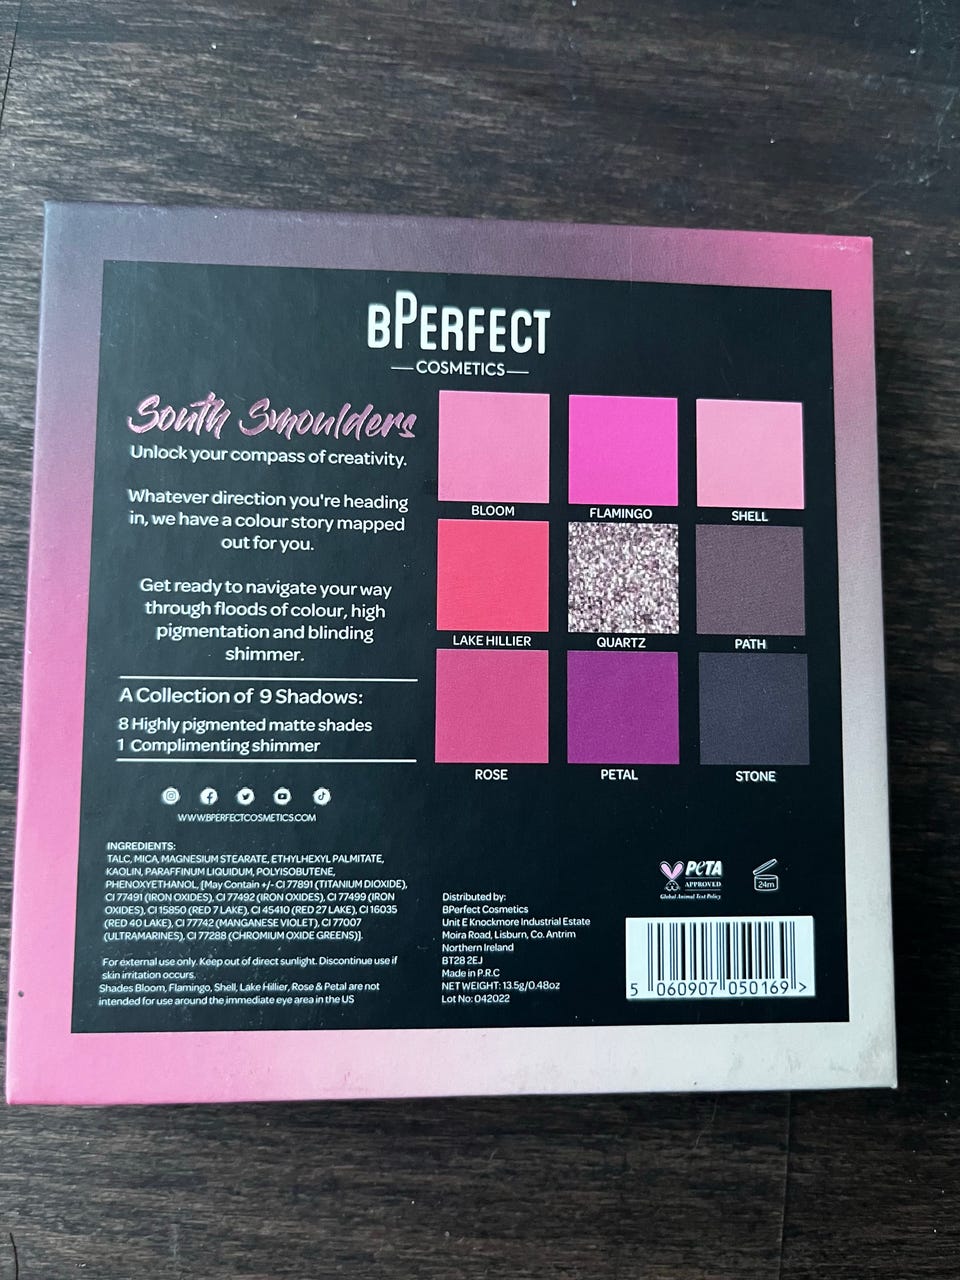 BPERFECT
COSMETICS
South Smoulders
Unlock your compass of creativity.
Whatever direction you're heading
in, we have a colour story mapped
out for you.
Get ready to navigate your way
through floods of colour, high
pigmentation and blinding
shimmer.
A Collection of 9 Shadows:
8 Highly pigmented matte shades
1 Complimenting shimmer
WWW.BPERFECTCOSMETICS.COM
BLOOM
FLAMINGO
SHELL
LAKE HILLIER
QUARTZ
PATH
ROSE
PETAL
STONE
INGREDIENTS:
TALC, MICA, MAGNESIUM STEARATE, ETHYLHEXYL PALMITATE,
KAOLIN, PARAFFINUM LIQUIDUM, POLYISOBUTENE,
PHENOXYETHANOL, [May Contain +/- CI 77891 (TITANIUM DIOXIDE),
CI 77491 (IRON OXIDES), CI 77492 (IRON OXIDES), CI 77499 (IRON
OXIDES), CI 15850 (RED 7 LAKE), CI 45410 (RED 27 LAKE), CI 16035
(RED 40 LAKE), CI 77742 (MANGANESE VIOLET), CI 77007
(ULTRAMARINES), CI 77288 (CHROMIUM OXIDE GREENS)].
For external use only. Keep out of direct sunlight. Discontinue use if
skin irritation occurs.
Shades Bloom, Flamingo, Shell, Lake Hillier, Rose & Petal are not
intended for use around the immediate eye area in the US
Distributed by:
BPerfect Cosmetics
Unit E Knockmore Industrial Estate
Moira Road, Lisburn, Co. Antrim
Northern Ireland
BT28 2EJ
Made in P.R.C
NET WEIGHT: 13.5g/0.48oz
Lot No: 042022
PETA
APPROVED
Global Animal Test Policy
24m
5 060907 050169 >